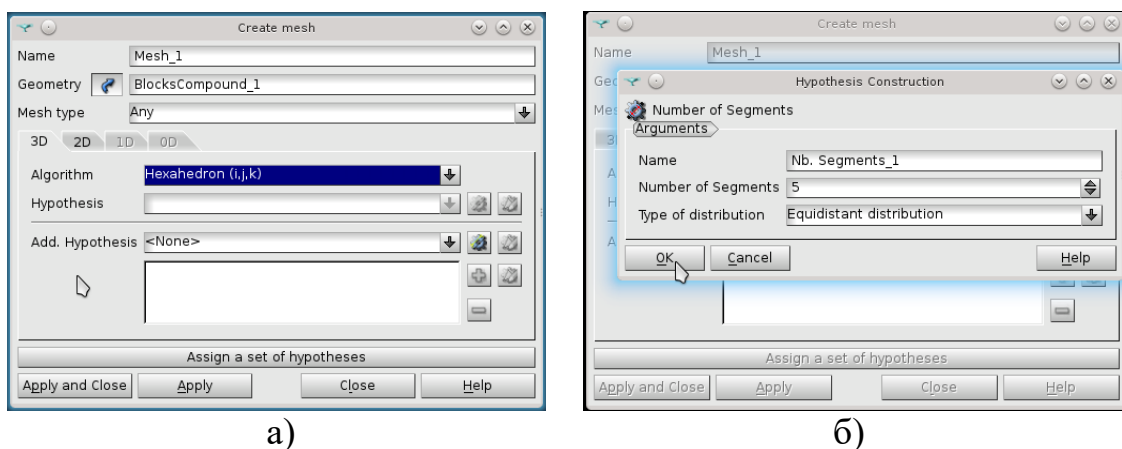 Create mesh
Name Mesh_1
Geometry BlocksCompound_1
Mesh type Any
3D 2D 1D 0D
Algorithm Hexahedron (i,j,k)
Hypothesis
Add. Hypothesis <None>
Assign a set of hypotheses
Apply and Close Apply Close Help
а)
Create mesh
Name Mesh_1
Geo
Hypothesis Construction
Mes
Number of Segments
Arguments
3
Name Nb. Segments_1
A
Number of Segments 5
H
Type of distribution Equidistant distribution
A
OK Cancel Help
Assign a set of hypotheses
Apply and Close Apply Close Help
б)